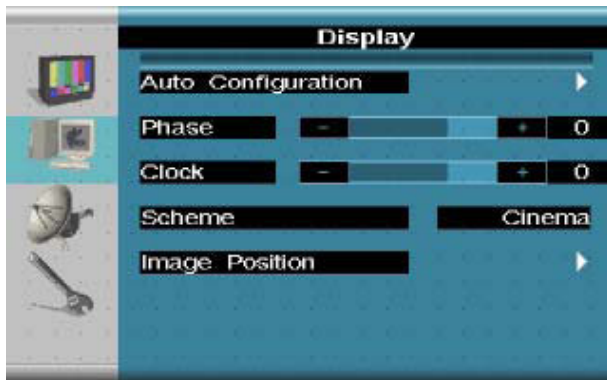 Display
Auto Configuration
Phase - + 0
Clock - + 0
Scheme Cinema
Image Position